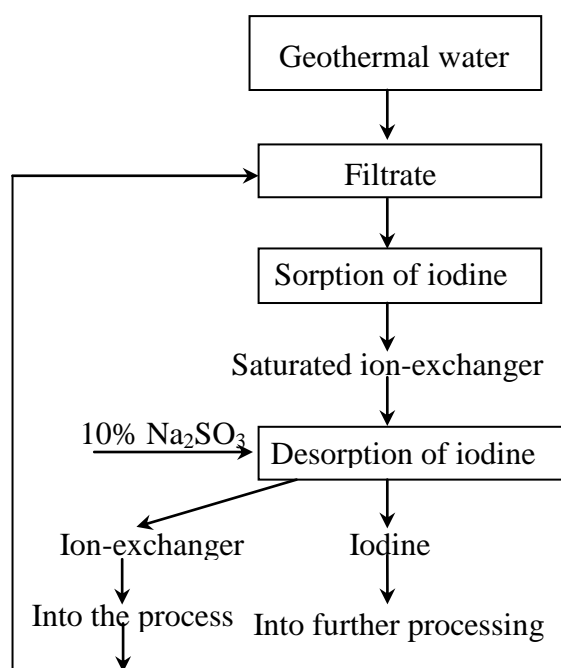 Geothermal water
Filtrate
Sorption of iodine
Saturated ion-exchanger
10% Na₂SO₃
Desorption of iodine
Ion-exchanger
Iodine
Into the process
Into further processing